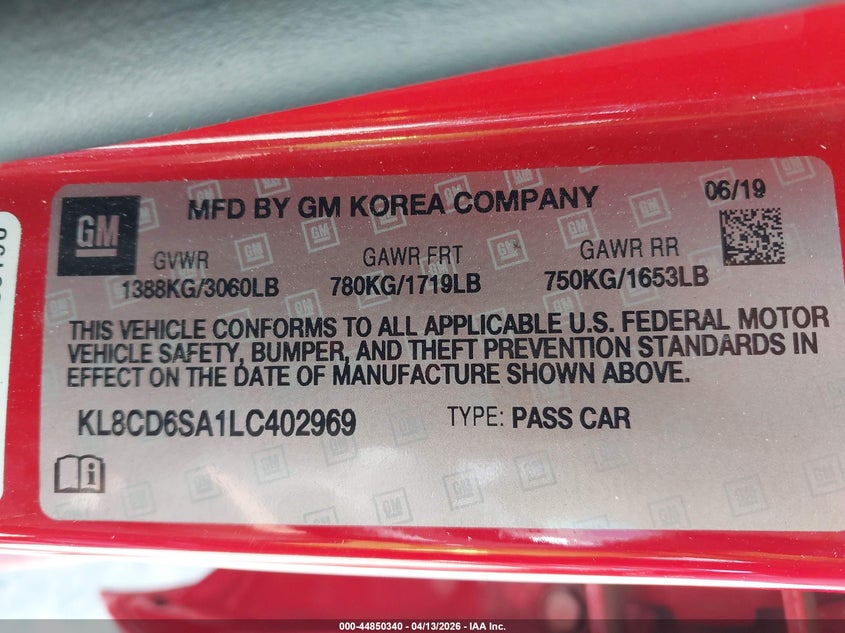 GM
MFD BY GM KOREA COMPANY
06/19
GVWR
GAWR FRT
GAWR RR
1388KG/3060LB
780KG/1719LB
750KG/1653LB
THIS VEHICLE CONFORMS TO ALL APPLICABLE U.S. FEDERAL MOTOR
VEHICLE SAFETY, BUMPER, AND THEFT PREVENTION STANDARDS IN
EFFECT ON THE DATE OF MANUFACTURE SHOWN ABOVE.
KL8CD6SA1LC402969
TYPE: PASS CAR
000-44850340 - 04/13/2026 - IAA Inc.